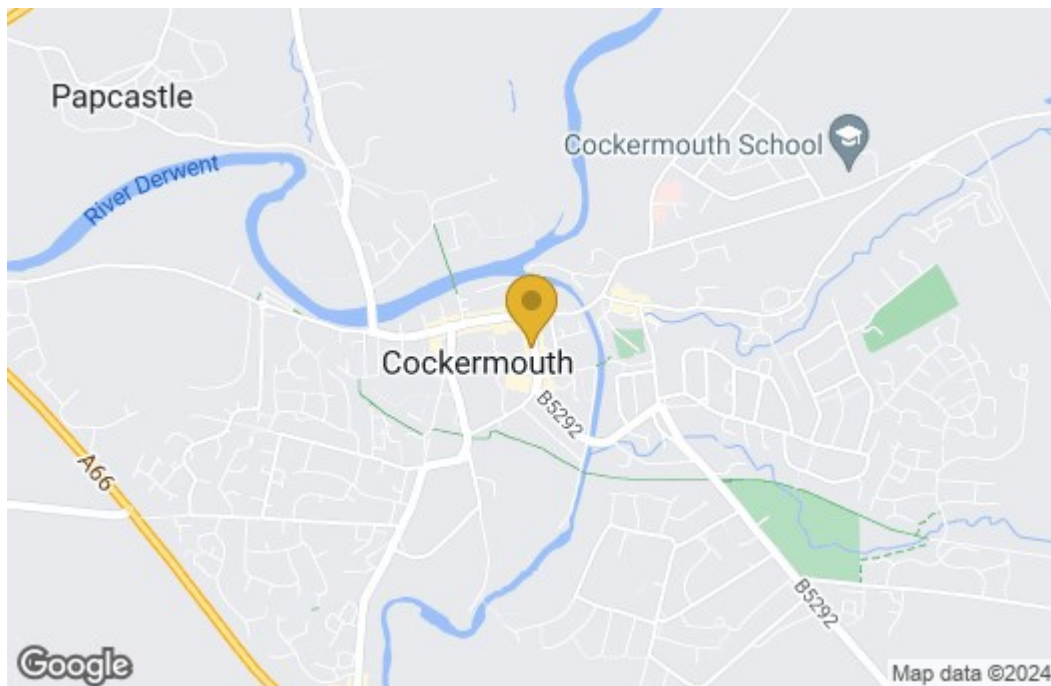 Papcastle
Cockermouth School
River Derwent
Cockermouth
B5292
A66
B5292
Google
Map data ©2024